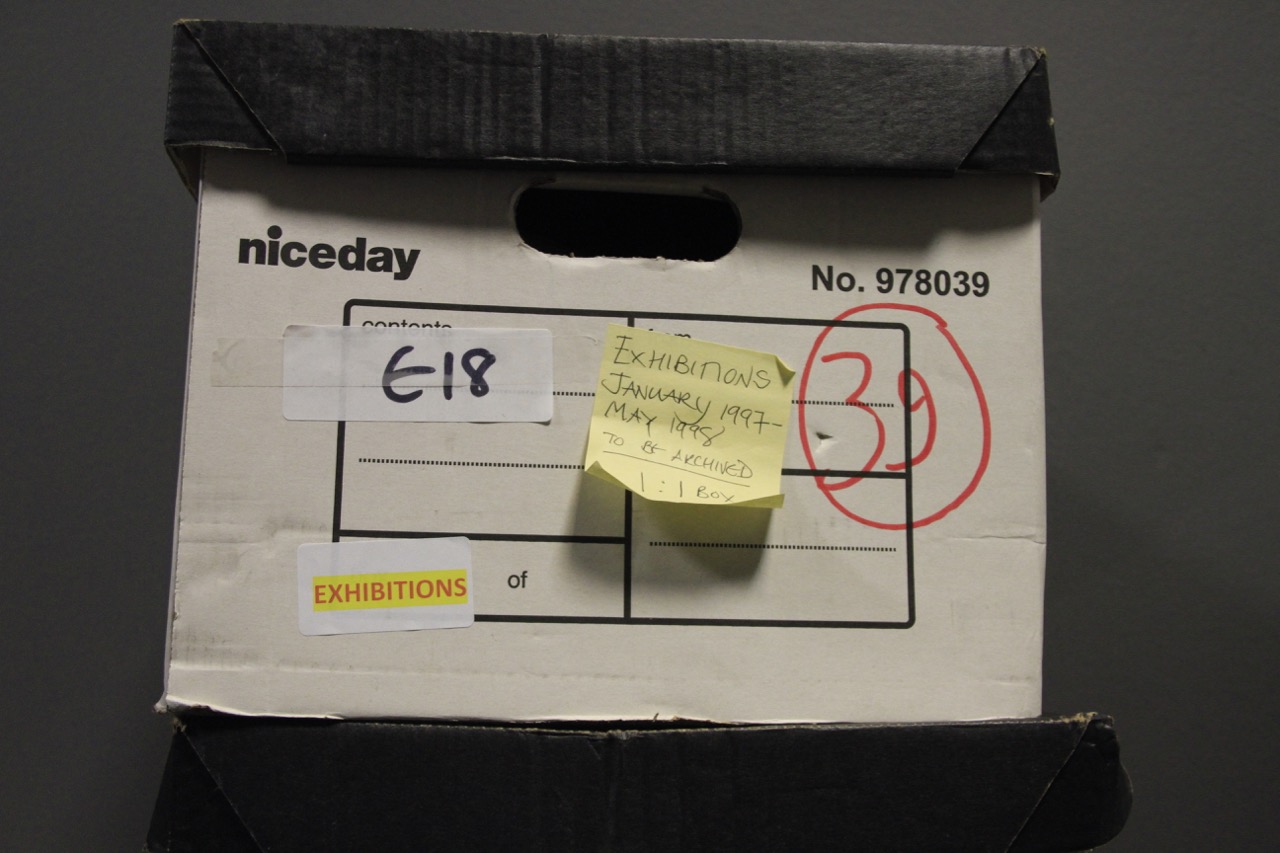 niceday
No. 978039
contents
E18
EXHIBITIONS
JANUARY 1997-
MAY 1998
TO BE ARCHIVED
1:1 BOX
39
EXHIBITIONS
of